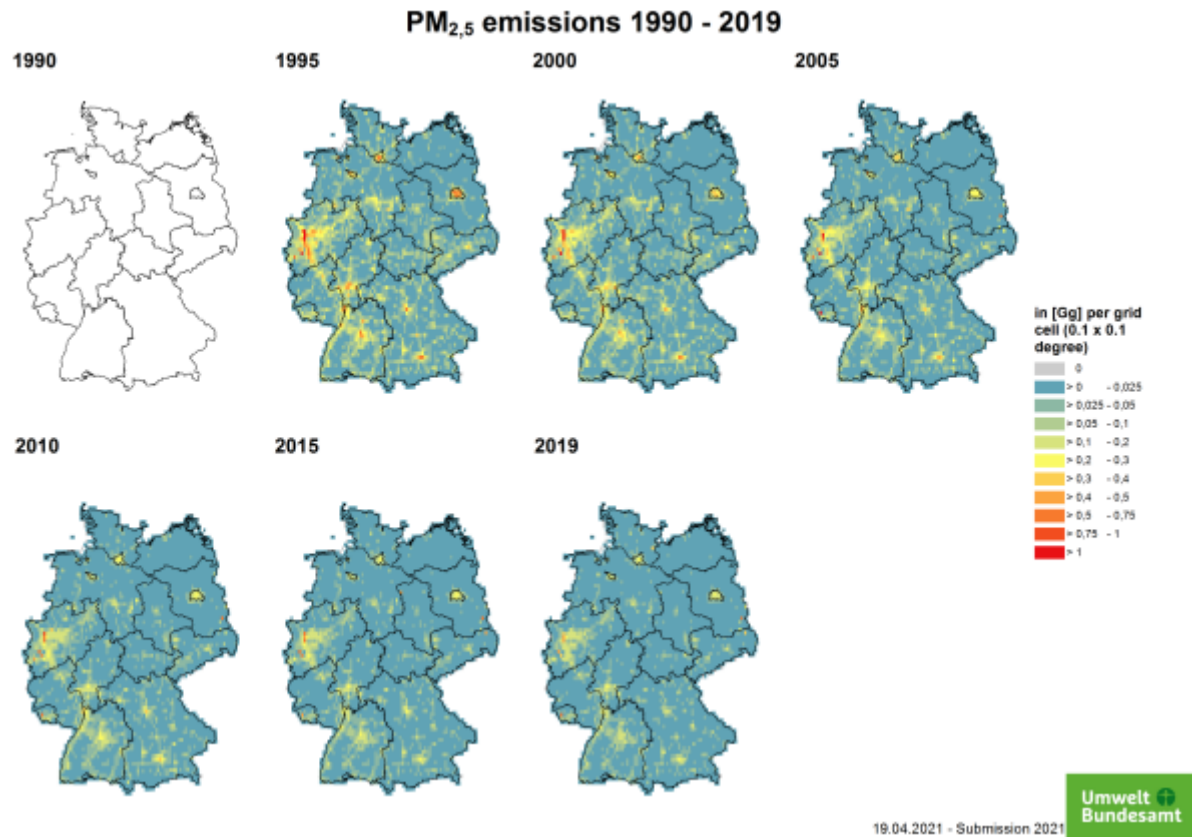 PM2,5 emissions 1990 - 2019
1990
1995
2000
2005
in [Gg] per grid
cell (0.1 x 0.1
degree)
0
> 0 - 0,025
> 0,025 - 0,05
> 0,05 - 0,1
> 0,1 - 0,2
> 0,2 - 0,3
> 0,3 - 0,4
> 0,4 - 0,5
> 0,5 - 0,75
> 0,75 - 1
> 1
2010
2015
2019
Umwelt
Bundesamt
19.04.2021 - Submission 2021